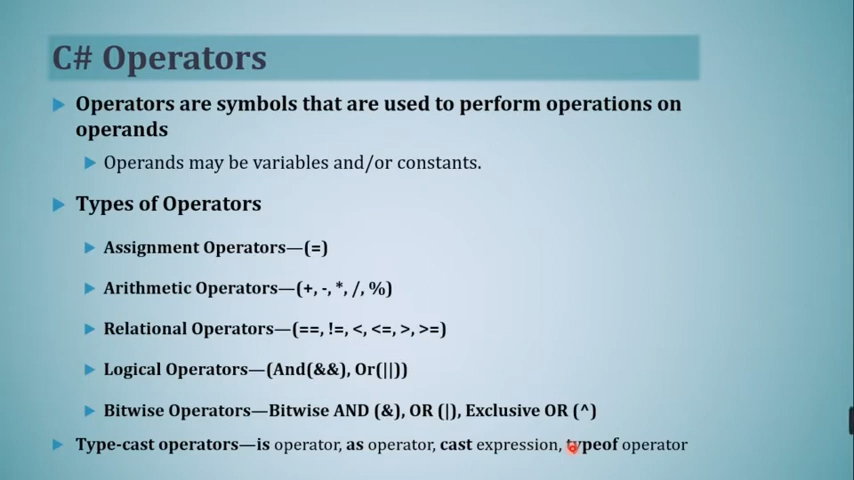 C# Operators
Operators are symbols that are used to perform operations on
operands
Operands may be variables and/or constants.
Types of Operators
Assignment Operators—(=)
Arithmetic Operators—(+, -, *, /, %)
Relational Operators—(==, !=, <, <=, >, >=)
Logical Operators—(And(&&), Or(||))
Bitwise Operators—Bitwise AND (&), OR (|), Exclusive OR (^)
Type-cast operators—is operator, as operator, cast expression, typeof operator